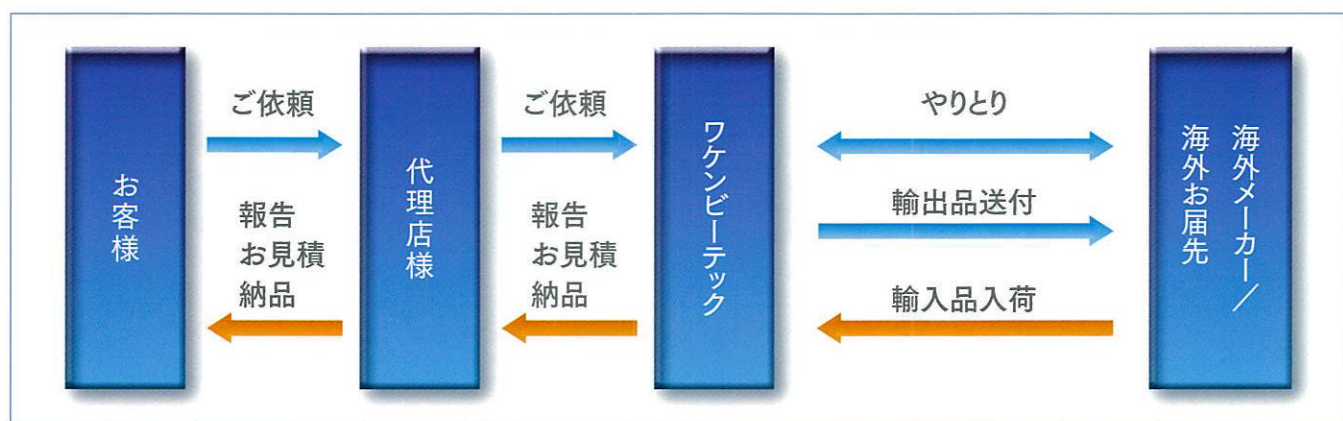 お客様
ご依頼
報告
お見積
納品
代理店様
ご依頼
報告
お見積
納品
ワケンビーテック
やりとり
輸出品送付
輸入品入荷
海外メーカー／
海外お届先